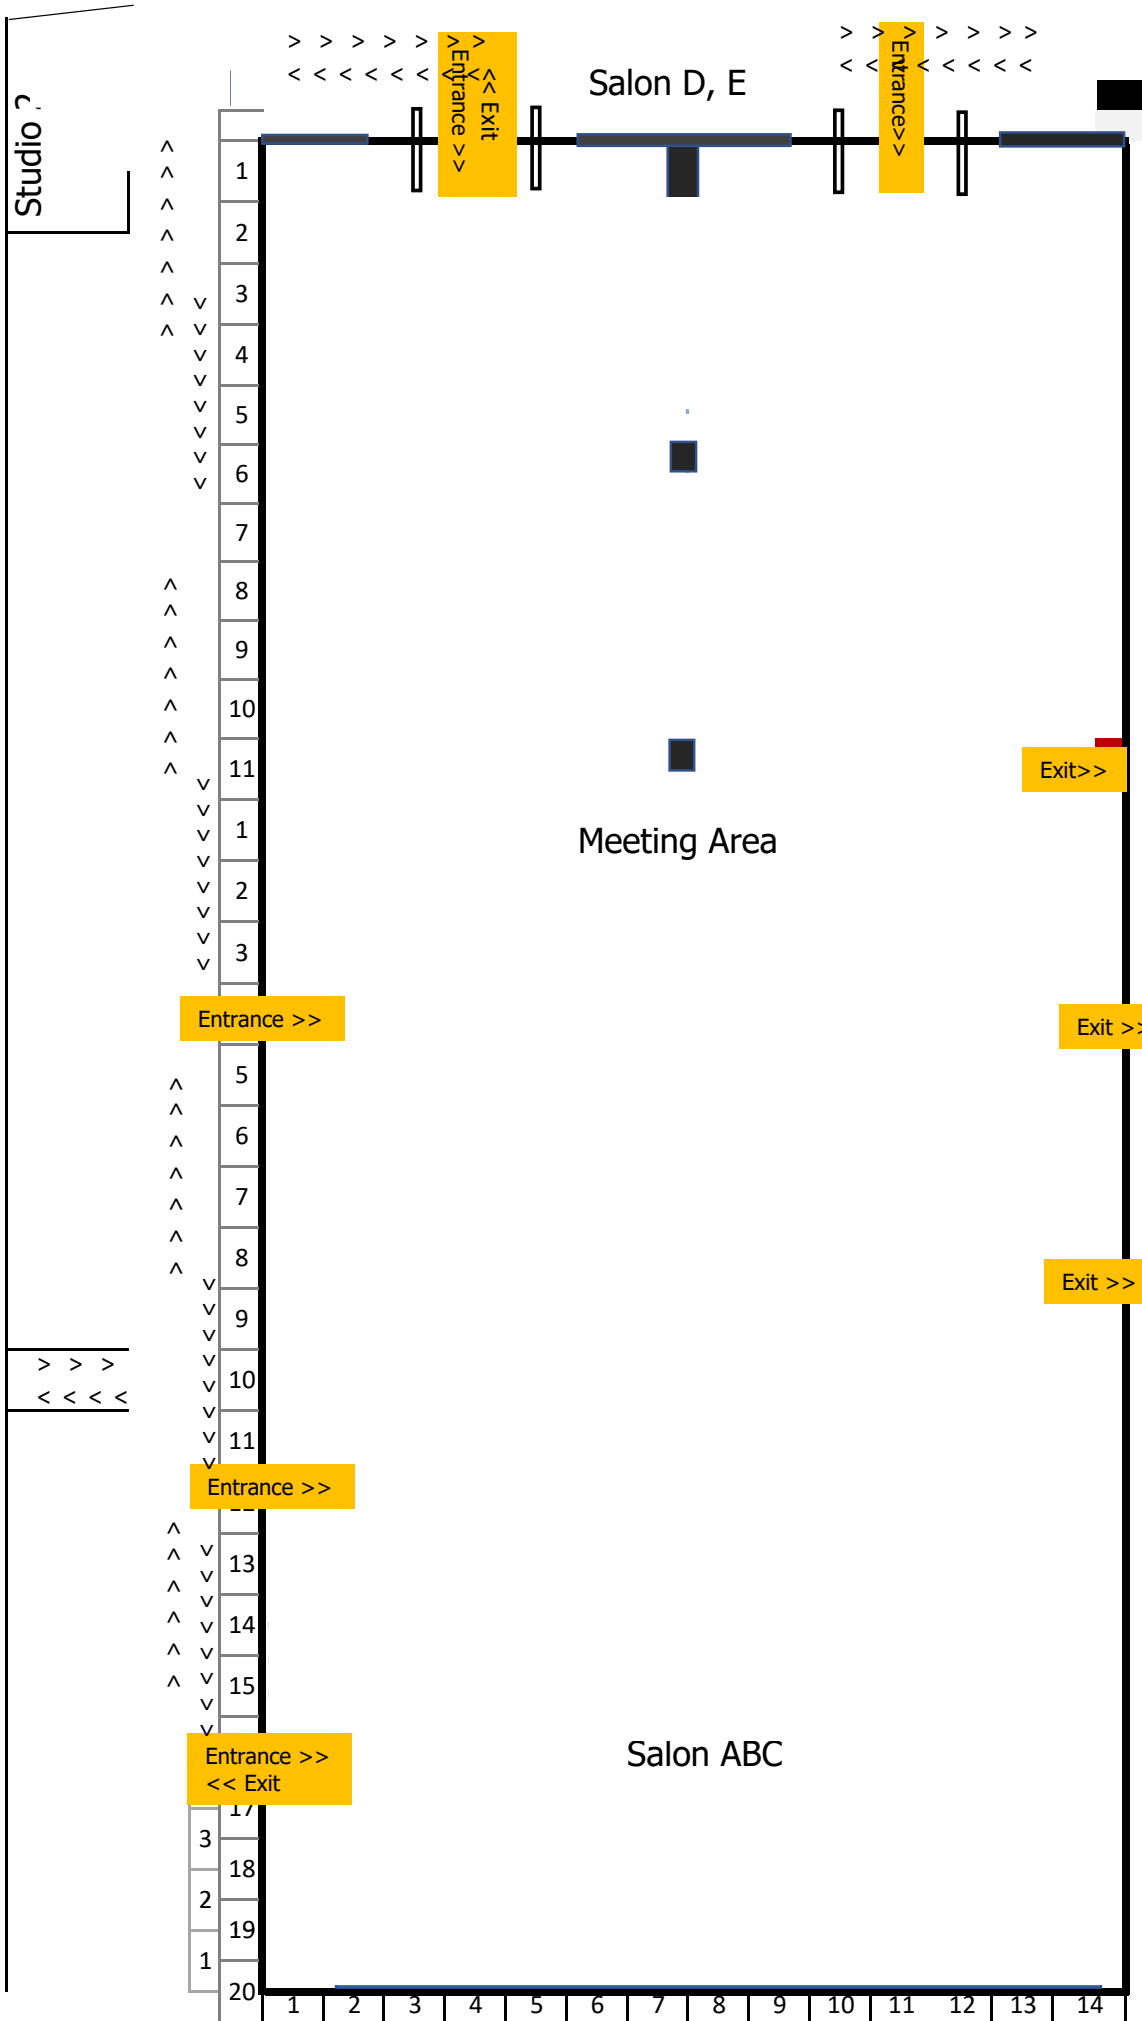 > > > > > > >
< < < < < < < <
Entrance >>
<< Exit
Salon D, E
> > > > > > >
< < < < < < < <
Entrance>>
Studio
1
2
3
4
5
6
7
8
9
10
11
Exit>>
1
Meeting Area
2
3
Entrance >>
Exit >>
5
6
7
8
Exit >>
9
> > >
10
< < < <
11
Entrance >>
13
14
15
Entrance >>
<< Exit
Salon ABC
17
3
18
2
19
1
20
1 2 3 4 5 6 7 8 9 10 11 12 13 14